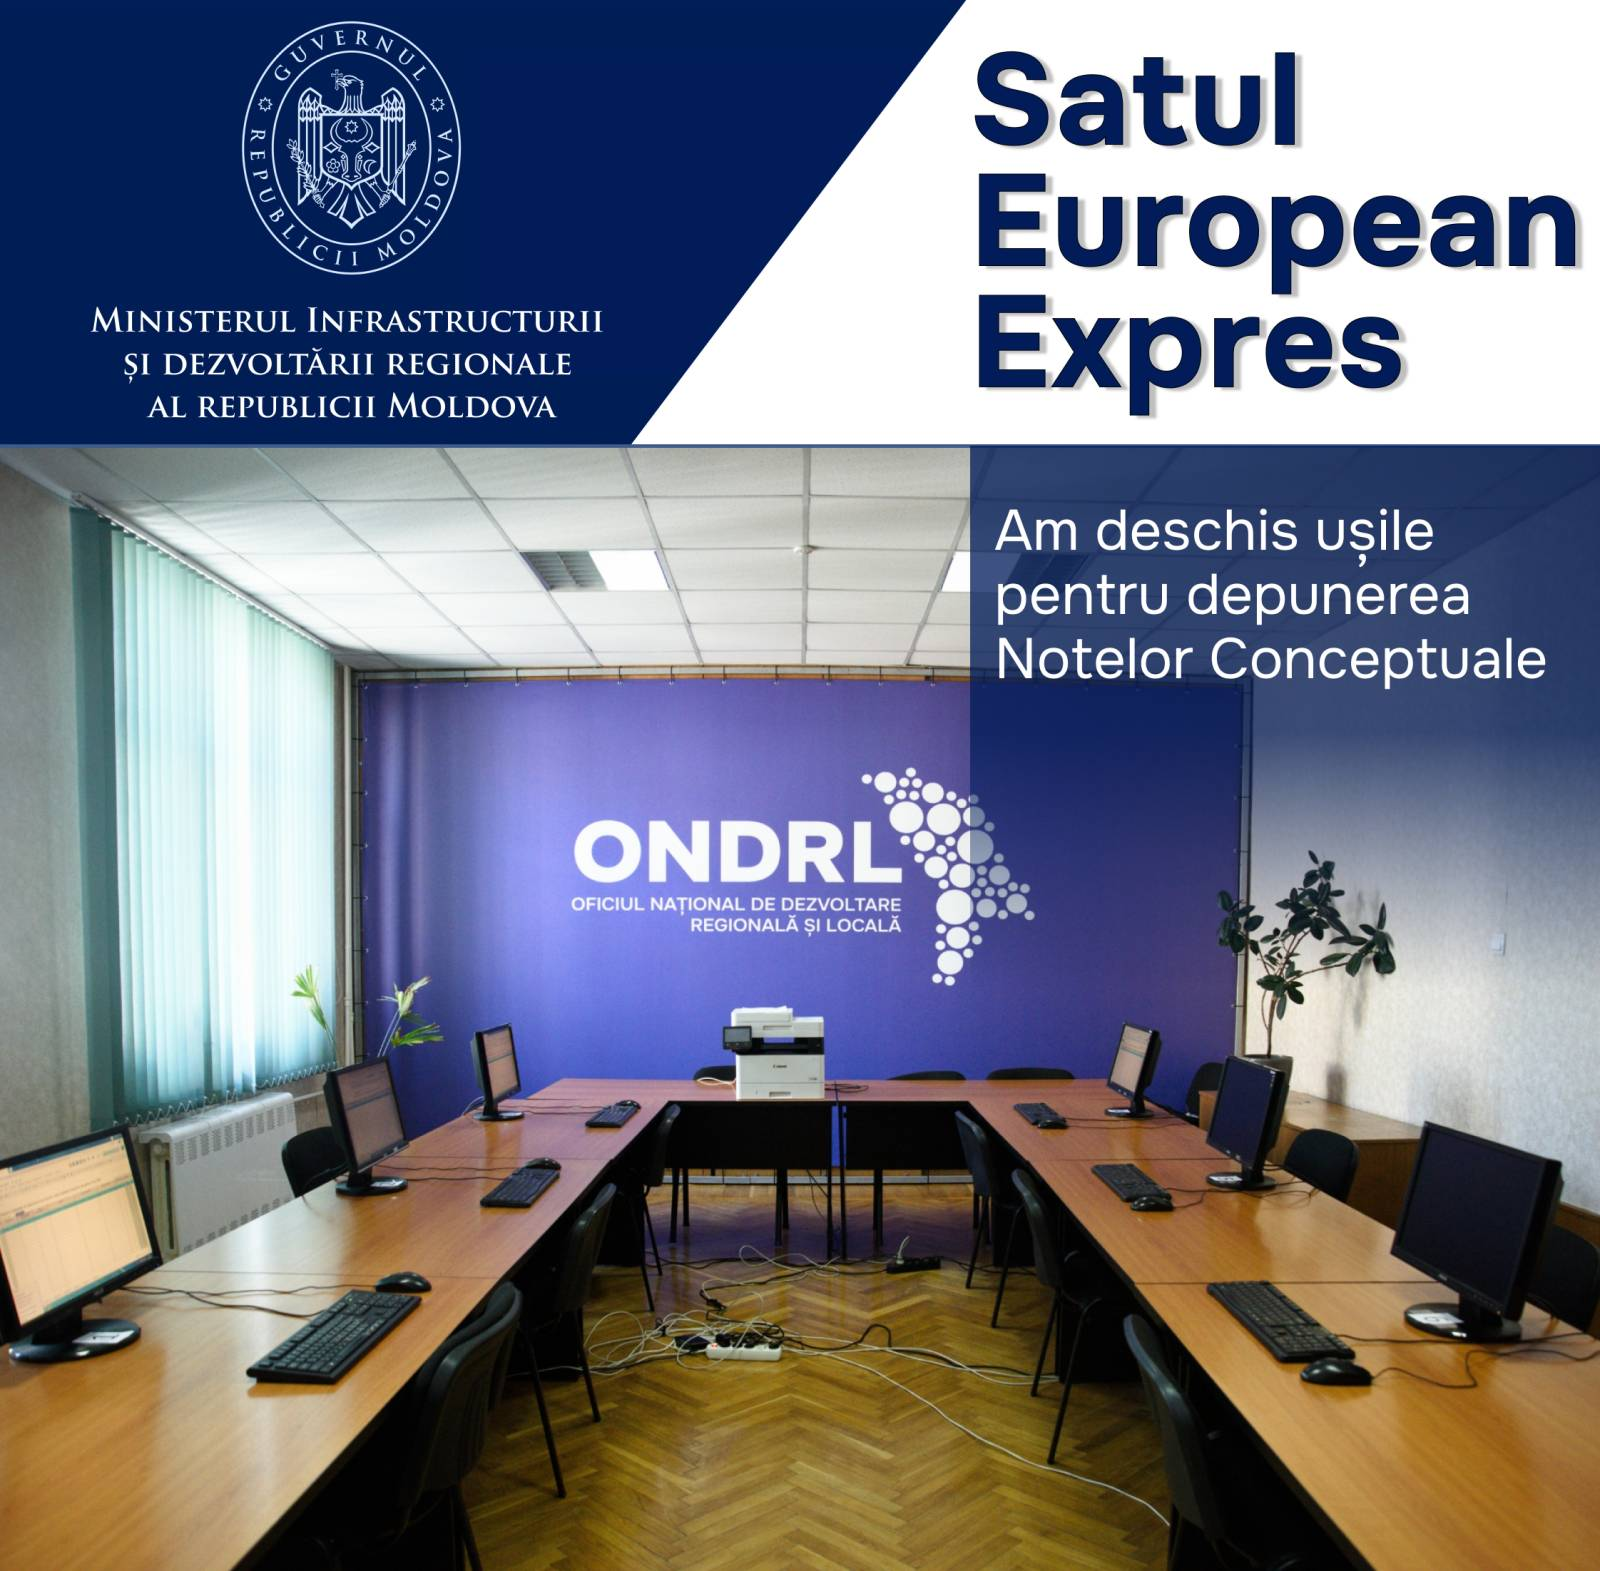 GUVERNUL
REPUBLICII MOLDOVA
MINISTERUL INFRASTRUCTURII
ȘI DEZVOLTĂRII REGIONALE
AL REPUBLICII MOLDOVA
Satul
European
Expres
Am deschis ușile
pentru depunerea
Notelor Conceptuale
ONDRL
OFICIUL NAȚIONAL DE DEZVOLTARE
REGIONALĂ ȘI LOCALĂ
Canon